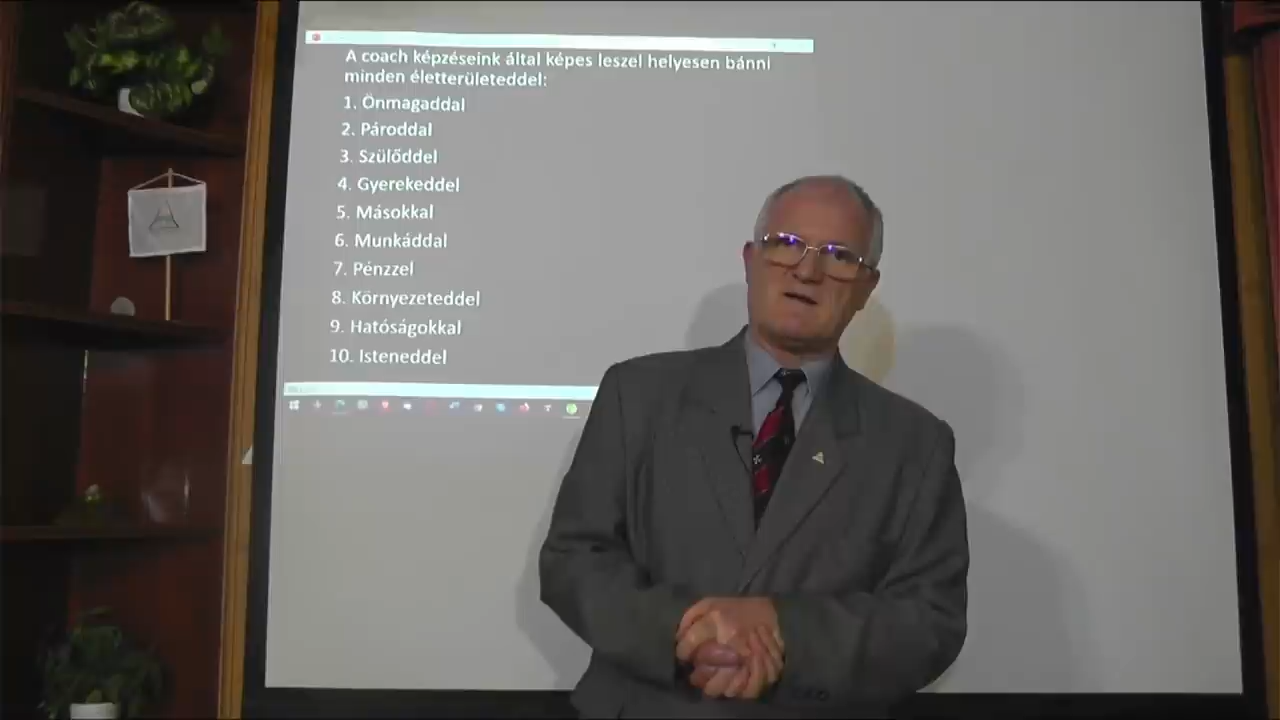 A coach képzéseink által képes leszel helyesen bánni
minden életterületeddel:
1. Önmagaddal
2. Pároddal
3. Szülőddel
4. Gyerekeddel
5. Másokkal
6. Munkáddal
7. Pénzzel
8. Környezeteddel
9. Hatóságokkal
10. Isteneddel